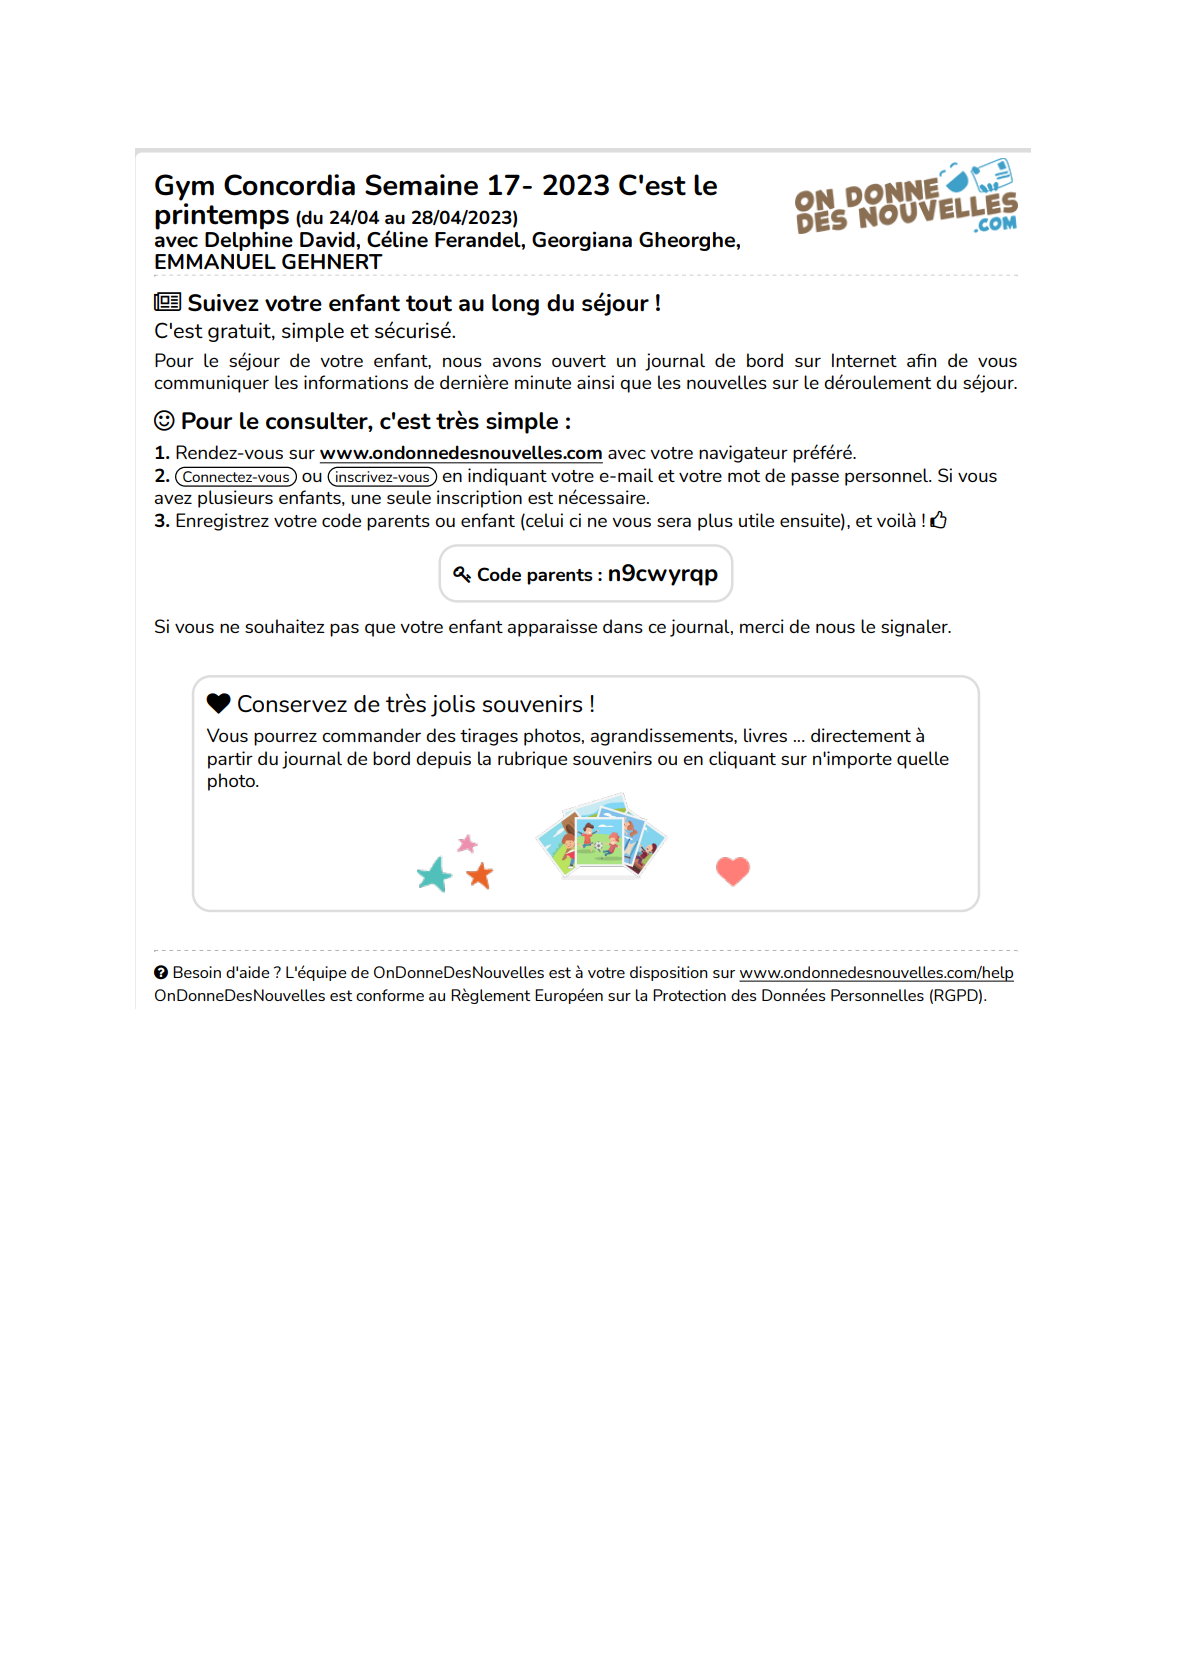 Gym Concordia Semaine 17- 2023 C'est le
printemps (du 24/04 au 28/04/2023)
avec Delphine David, Céline Ferandel, Georgiana Gheorghe,
EMMANUEL GEHNERT
ON DONNE
DES NOUVELLES
.COM
Suivez votre enfant tout au long du séjour !
C'est gratuit, simple et sécurisé.
Pour le séjour de votre enfant, nous avons ouvert un journal de bord sur Internet afin de vous
communiquer les informations de dernière minute ainsi que les nouvelles sur le déroulement du séjour.
Pour le consulter, c'est très simple :
1. Rendez-vous sur www.ondonnedesnouvelles.com avec votre navigateur préféré.
2. Connectez-vous ou inscrivez-vous en indiquant votre e-mail et votre mot de passe personnel. Si vous
avez plusieurs enfants, une seule inscription est nécessaire.
3. Enregistrez votre code parents ou enfant (celui ci ne vous sera plus utile ensuite), et voilà !
Code parents : n9cwyrqp
Si vous ne souhaitez pas que votre enfant apparaisse dans ce journal, merci de nous le signaler.
Conservez de très jolis souvenirs !
Vous pourrez commander des tirages photos, agrandissements, livres ... directement à
partir du journal de bord depuis la rubrique souvenirs ou en cliquant sur n'importe quelle
photo.
Besoin d'aide ? L'équipe de OnDonneDesNouvelles est à votre disposition sur www.ondonnedesnouvelles.com/help
OnDonneDesNouvelles est conforme au Règlement Européen sur la Protection des Données Personnelles (RGPD).